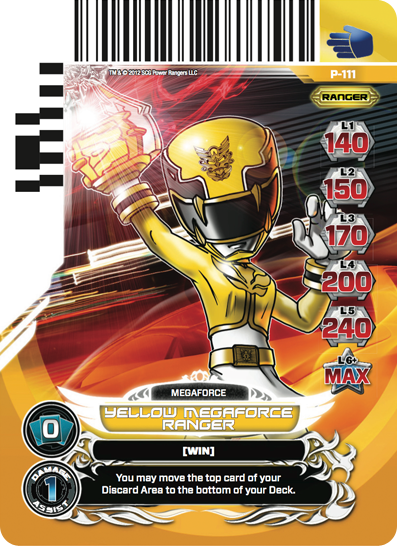 TM & © 2012 SCG Power Rangers LLC.
P-111
RANGER
L1
140
L2
150
L3
170
L4
200
L5
240
L6+
MAX
MEGAFORCE
YELLOW MEGAFORCE
RANGER
0
[WIN]
DAMAGE
1
ASSIST
You may move the top card of your
Discard Area to the bottom of your Deck.